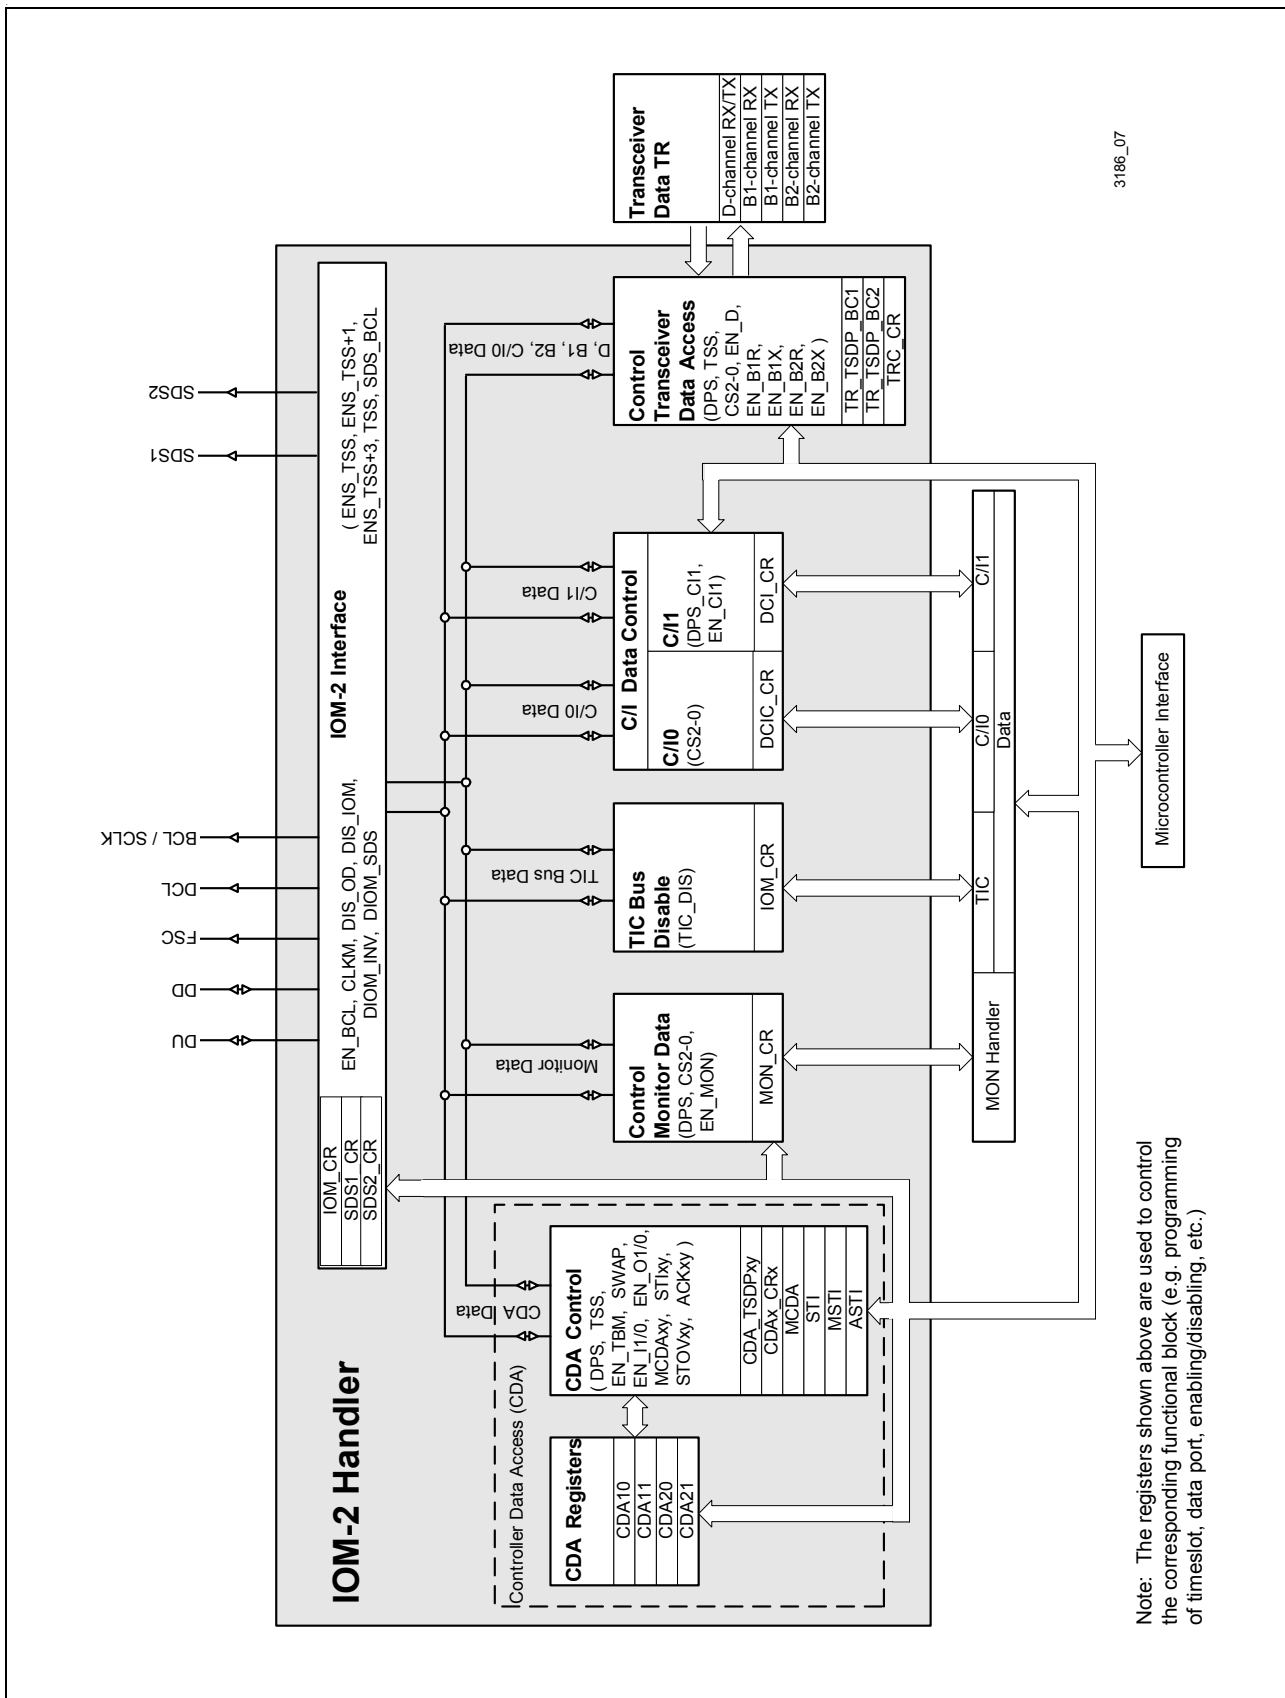 IOM-2 Handler
SDS2
SDS1
BCL / SCLK
DCL
FSC
DD
DU
IOM-2 Interface
( ENS_TSS, ENS_TSS+1,
ENS_TSS+3, TSS, SDS_BCL
EN_BCL, CLKM, DIS_OD, DIS_IOM,
DIOM_INV, DIOM_SDS
IOM_CR
SDS1_CR
SDS2_CR
Controller Data Access (CDA)
CDA Registers
CDA10
CDA11
CDA20
CDA21
CDA Data
CDA Control
( DPS, TSS,
EN_TBM, SWAP,
EN_I1/0, EN_O1/0,
MCDAxy, STIxy,
STOVxy, ACKxy )
CDA_TSDPxy
CDAx_CRx
MCDA
STI
MSTI
ASTI
Monitor Data
Control
Monitor Data
(DPS, CS2-0,
EN_MON)
MON_CR
TIC Bus Data
TIC Bus
Disable
(TIC_DIS)
IOM_CR
C/I0 Data
C/I1 Data
C/I Data Control
C/I0
(CS2-0)
DCIC_CR
C/I1
(DPS_CI1,
EN_CI1)
DCI_CR
D, B1, B2, C/I0 Data
Control
Transceiver
Data Access
(DPS, TSS,
CS2-0, EN_D,
EN_B1R,
EN_B1X,
EN_B2R,
EN_B2X)
TR_TSDP_BC1
TR_TSDP_BC2
TRC_CR
Transceiver
Data TR
D-channel RX/TX
B1-channel RX
B1-channel TX
B2-channel RX
B2-channel TX
MON Handler
TIC
C/I0
C/I1
Data
Microcontroller Interface
Note: The registers shown above are used to control
the corresponding functional block (e.g. programming
of timeslot, data port, enabling/disabling, etc.)
3186_07